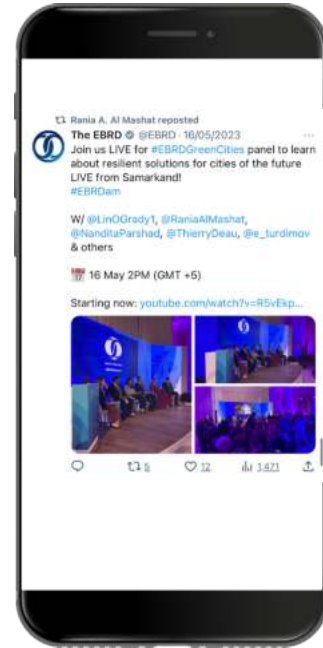 Rania A. Al Mashat reposted
The EBRD @EBRD · 16/05/2023
Join us LIVE for #EBRDGreenCities panel to learn
about resilient solutions for cities of the future
LIVE from Samarkand!
#EBRDam
W/ @LinOGrady1, @RaniaAlMashat,
@NanditaParshad, @ThierryDeau, @e_turdimov
& others
16 May 2PM (GMT +5)
Starting now: youtube.com/watch?v=R5vEkp...
5 12 1,421